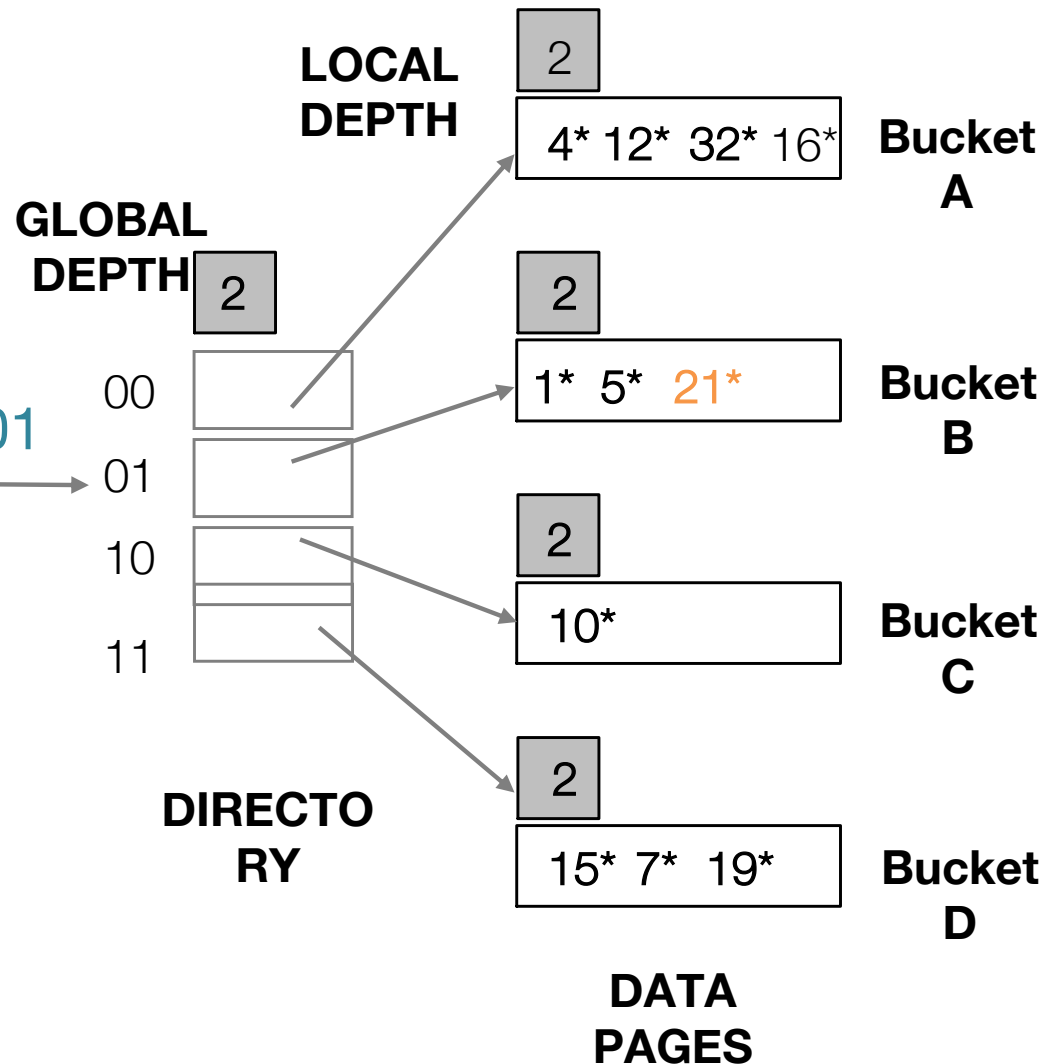 LOCAL
DEPTH
2
4* 12* 32* 16*
Bucket
A
GLOBAL
DEPTH
2
2
1* 5* 21*
Bucket
B
00
01
01
10
11
2
10*
Bucket
C
2
15* 7* 19*
Bucket
D
DIRECTO
RY
DATA
PAGES